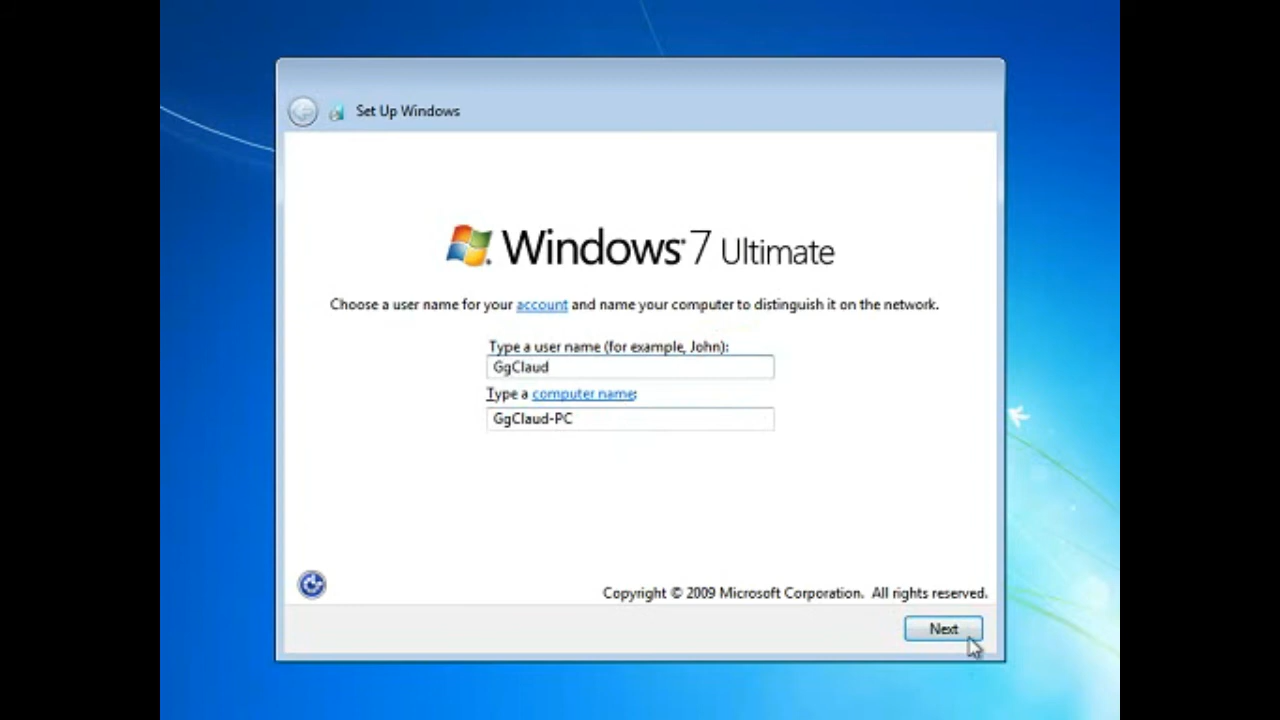 Set Up Windows
Windows 7 Ultimate
Choose a user name for your account and name your computer to distinguish it on the network.
Type a user name (for example, John):
GgClaud
Type a computer name:
GgClaud-PC
Copyright © 2009 Microsoft Corporation. All rights reserved.
Next